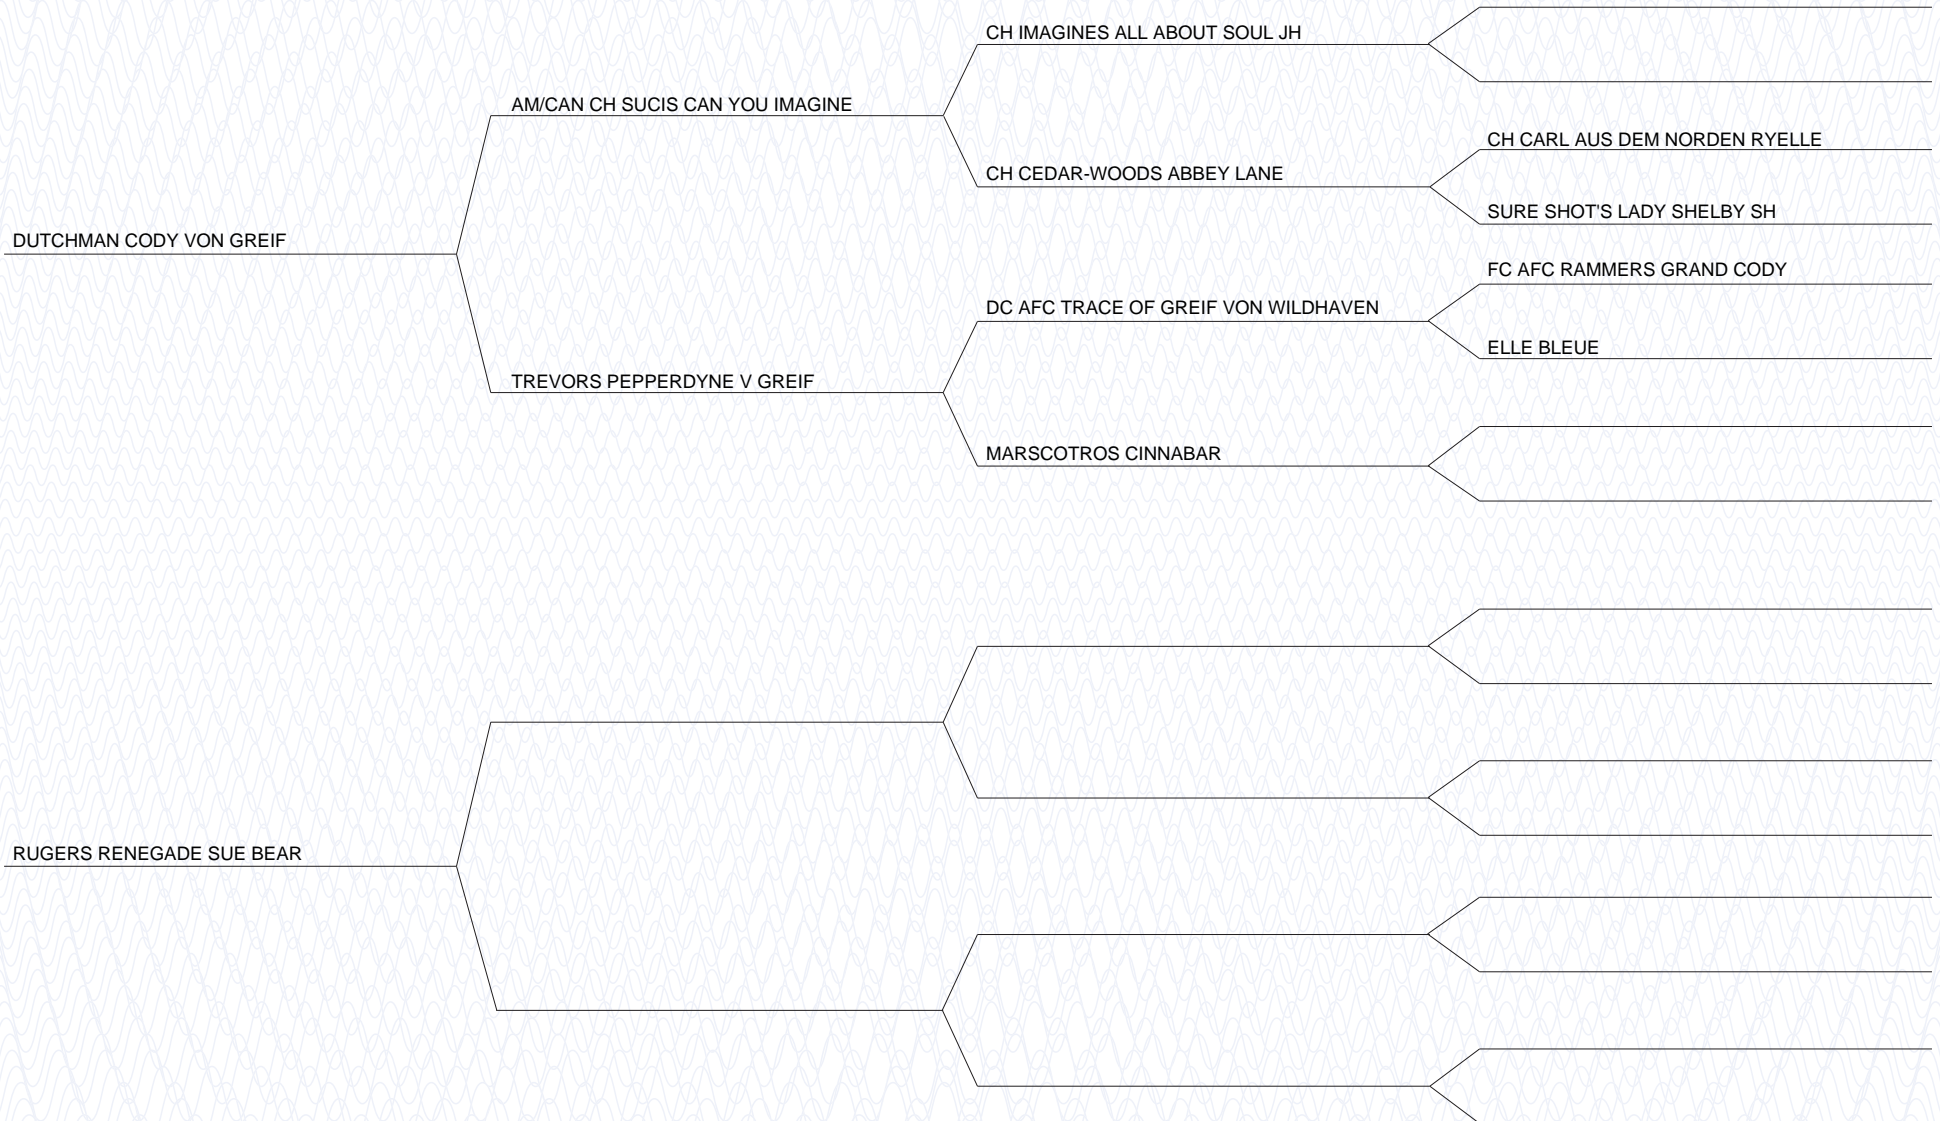 CH IMAGINES ALL ABOUT SOUL JH
AM/CAN CH SUCIS CAN YOU IMAGINE
CH CARL AUS DEM NORDEN RYELLE
CH CEDAR-WOODS ABBEY LANE
SURE SHOT'S LADY SHELBY SH
DUTCHMAN CODY VON GREIF
FC AFC RAMMERS GRAND CODY
DC AFC TRACE OF GREIF VON WILDHAVEN
ELLE BLEUE
TREVORS PEPPERDYNE V GREIF
MARSCOTROS CINNABAR
RUGERS RENEGADE SUE BEAR